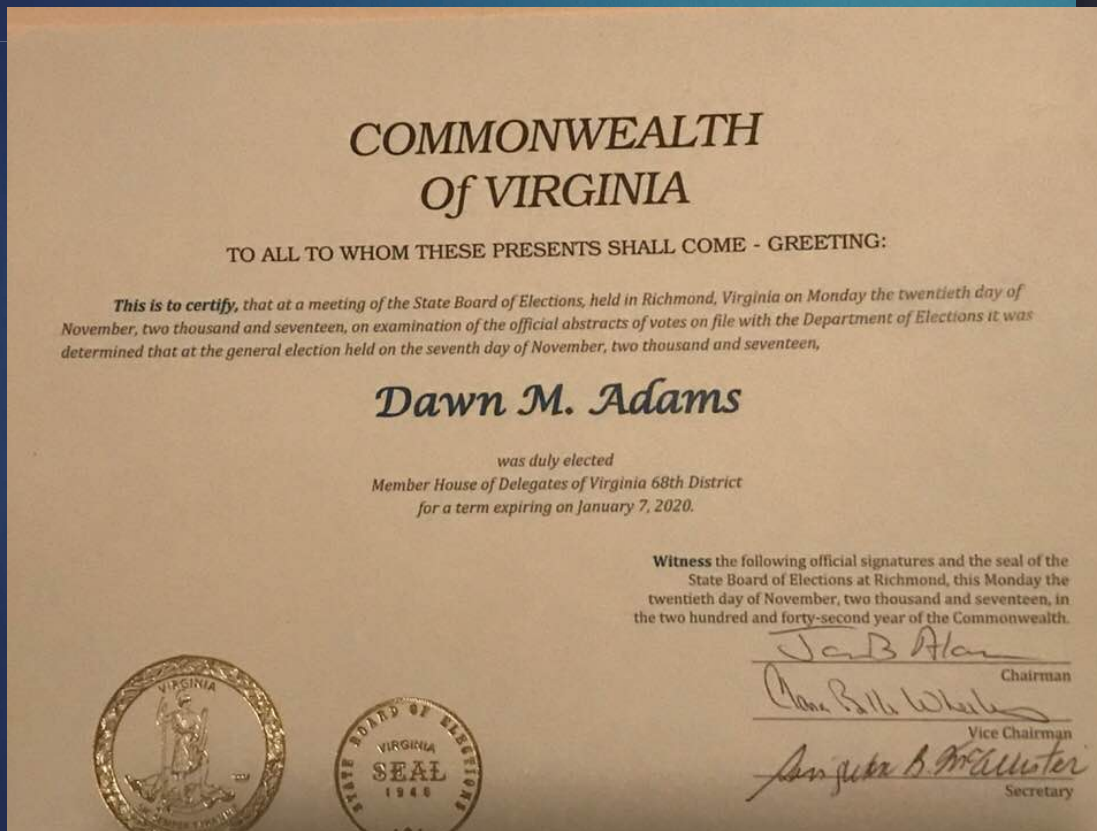 COMMONWEALTH
Of VIRGINIA
TO ALL TO WHOM THESE PRESENTS SHALL COME - GREETING:
This is to certify, that at a meeting of the State Board of Elections, held in Richmond, Virginia on Monday the twentieth day of
November, two thousand and seventeen, on examination of the official abstracts of votes on file with the Department of Elections it was
determined that at the general election held on the seventh day of November, two thousand and seventeen,
Dawn M. Adams
was duly elected
Member House of Delegates of Virginia 68th District
for a term expiring on January 7, 2020.
Witness the following official signatures and the seal of the
State Board of Elections at Richmond, this Monday the
twentieth day of November, two thousand and seventeen, in
the two hundred and forty-second year of the Commonwealth.
Chairman
Vice Chairman
B. McAllister
Secretary
VIRGINIA
STATE BOARD OF ELECTIONS
VIRGINIA
SEAL
1946